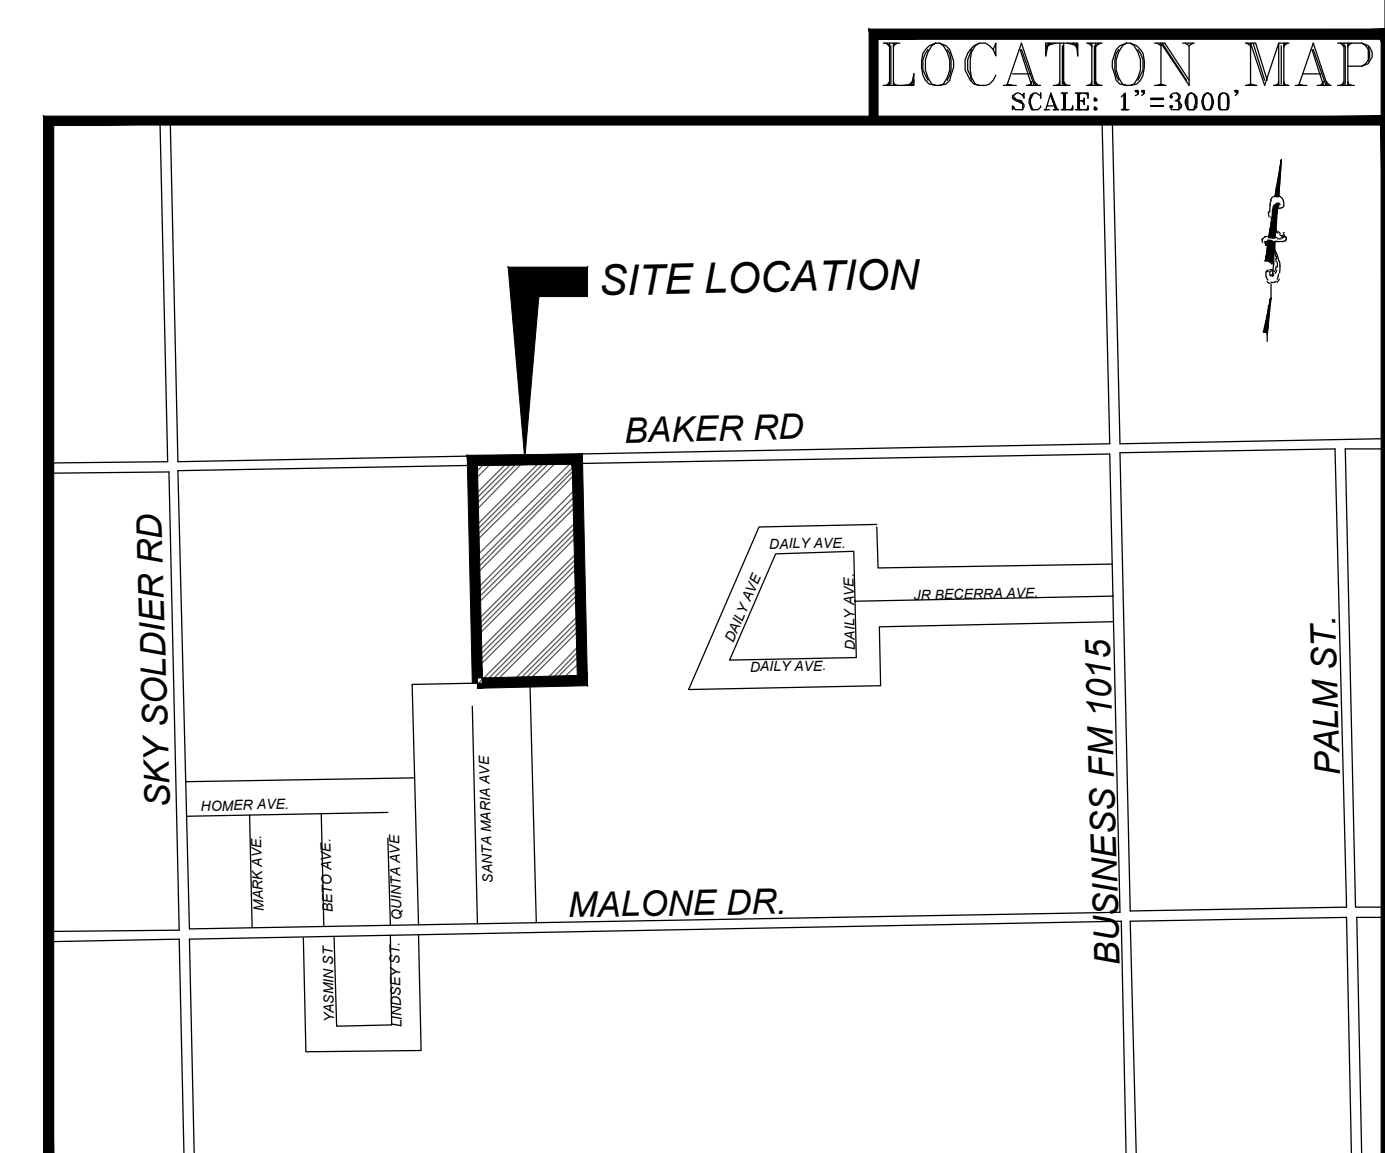 LOCATION MAP
SCALE: 1"=3000'
SITE LOCATION
BAKER RD
SKY SOLDIER RD
DAILY AVE.
DAILY AVE
DAILY AVE.
JR BECERRA AVE.
DAILY AVE.
BUSINESS FM 1015
PALM ST.
HOMER AVE.
MARK AVE.
BETO AVE.
QUINTA AVE
SANTA MARIA AVE
MALONE DR.
YASMIN ST
LINDSEY ST.